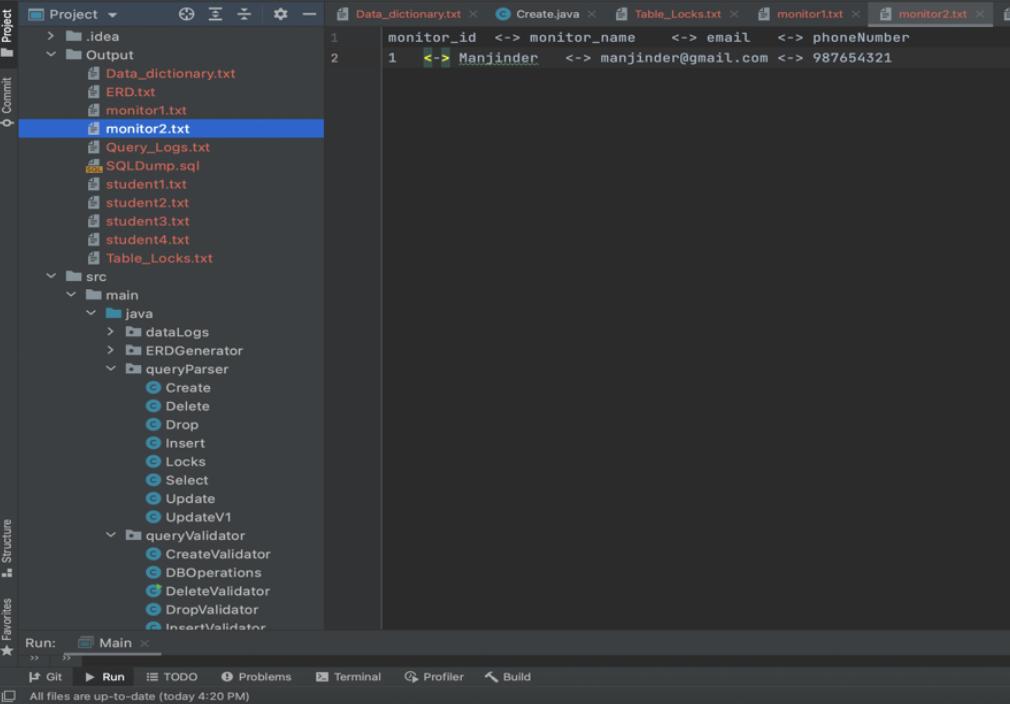 Project
Data_dictionary.txt
Create.java
Table_Locks.txt
monitor1.txt
monitor2.txt
Project
Commit
Structure
Favorites
.idea
Output
Data_dictionary.txt
ERD.txt
monitor1.txt
monitor2.txt
Query_Logs.txt
SQL SQLDump.sql
student1.txt
student2.txt
student3.txt
student4.txt
Table_Locks.txt
src
main
java
dataLogs
ERDGenerator
queryParser
C Create
C Delete
C Drop
C Insert
C Locks
C Select
C Update
C UpdateV1
queryValidator
C CreateValidator
C DBOperations
C DeleteValidator
C DropValidator
InsertValidator
1 monitor_id <-> monitor_name <-> email <-> phoneNumber
2 1 <-> Manjinder <-> manjinder@gmail.com <-> 987654321
Run: Main
Git Run TODO Problems Terminal Profiler Build
All files are up-to-date (today 4:20 PM)